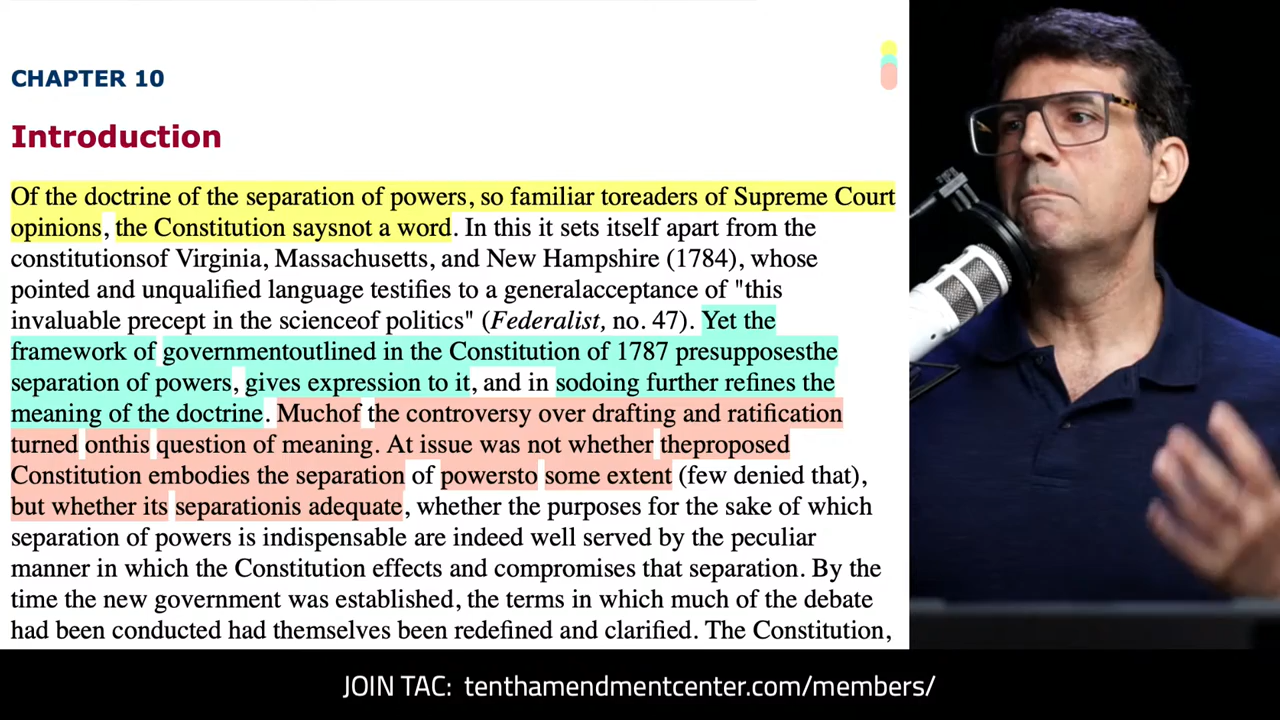 CHAPTER 10
Introduction
Of the doctrine of the separation of powers, so familiar toreaders of Supreme Court
opinions, the Constitution saysnot a word. In this it sets itself apart from the
constitutionsof Virginia, Massachusetts, and New Hampshire (1784), whose
pointed and unqualified language testifies to a generalacceptance of "this
invaluable precept in the scienceof politics" (Federalist, no. 47). Yet the
framework of governmentoutlined in the Constitution of 1787 presupposesthe
separation of powers, gives expression to it, and in sodoing further refines the
meaning of the doctrine. Muchof the controversy over drafting and ratification
turned onthis question of meaning. At issue was not whether theproposed
Constitution embodies the separation of powersto some extent (few denied that),
but whether its separationis adequate, whether the purposes for the sake of which
separation of powers is indispensable are indeed well served by the peculiar
manner in which the Constitution effects and compromises that separation. By the
time the new government was established, the terms in which much of the debate
had been conducted had themselves been redefined and clarified. The Constitution,
JOIN TAC: tenthamendmentcenter.com/members/